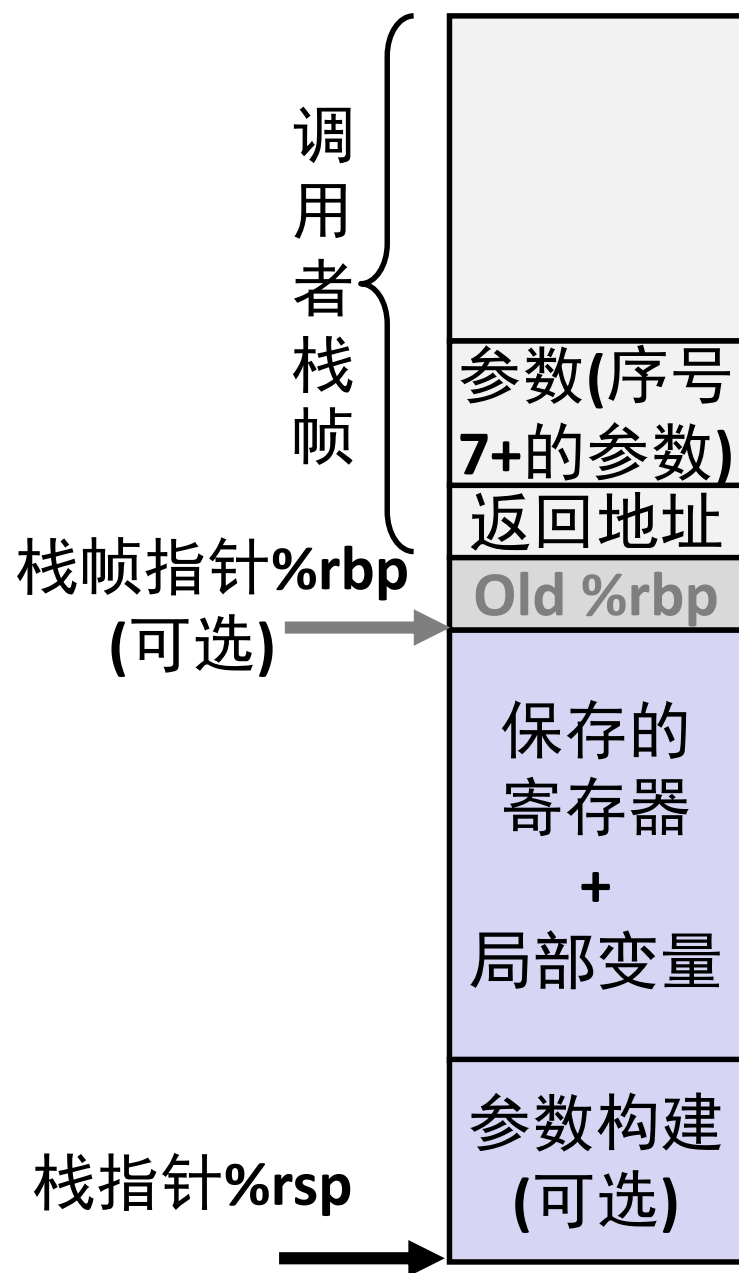 调用者栈帧
参数(序号
7+的参数)
返回地址
栈帧指针%rbp
(可选)
Old %rbp
保存的
寄存器
+
局部变量
参数构建
(可选)
栈指针%rsp